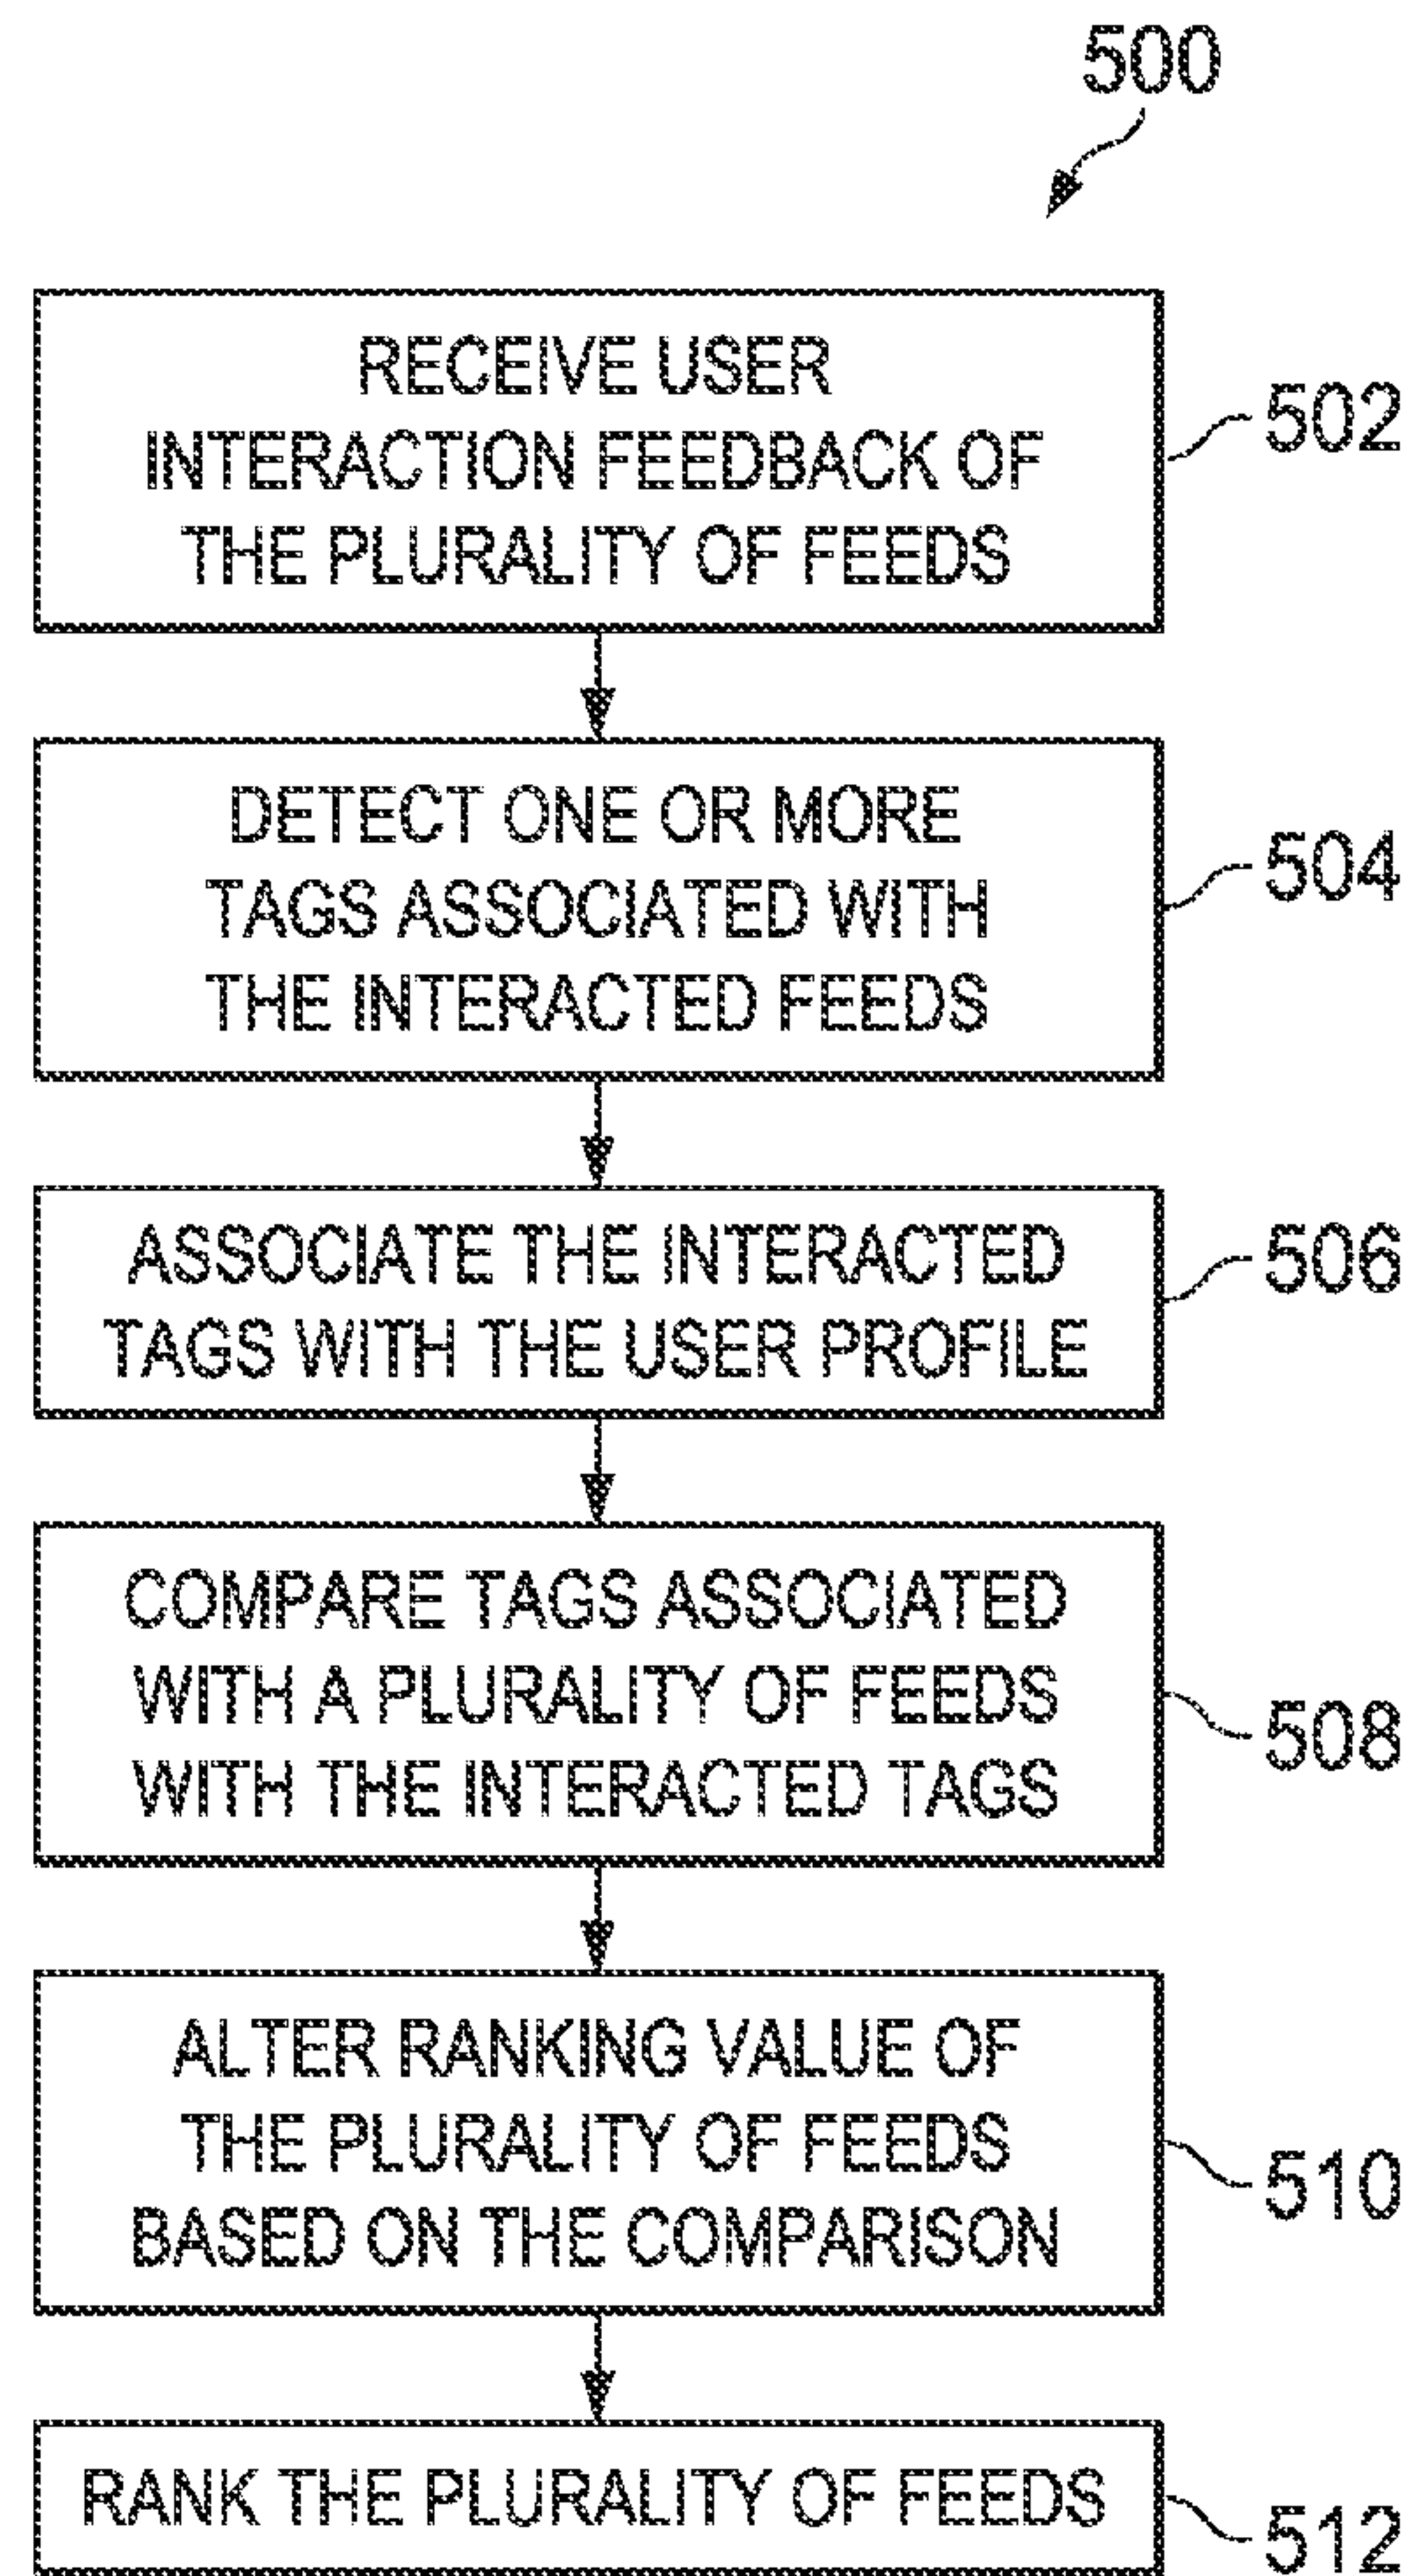 500
RECEIVE USER
INTERACTION FEEDBACK OF
THE PLURALITY OF FEEDS
502
DETECT ONE OR MORE
TAGS ASSOCIATED WITH
THE INTERACTED FEEDS
504
ASSOCIATE THE INTERACTED
TAGS WITH THE USER PROFILE
506
COMPARE TAGS ASSOCIATED
WITH A PLURALITY OF FEEDS
WITH THE INTERACTED TAGS
508
ALTER RANKING VALUE OF
THE PLURALITY OF FEEDS
BASED ON THE COMPARISON
510
RANK THE PLURALITY OF FEEDS
512